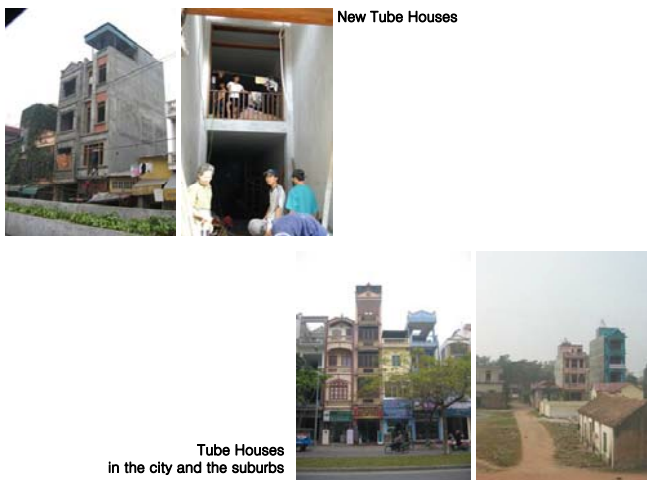 New Tube Houses
Tube Houses
in the city and the suburbs